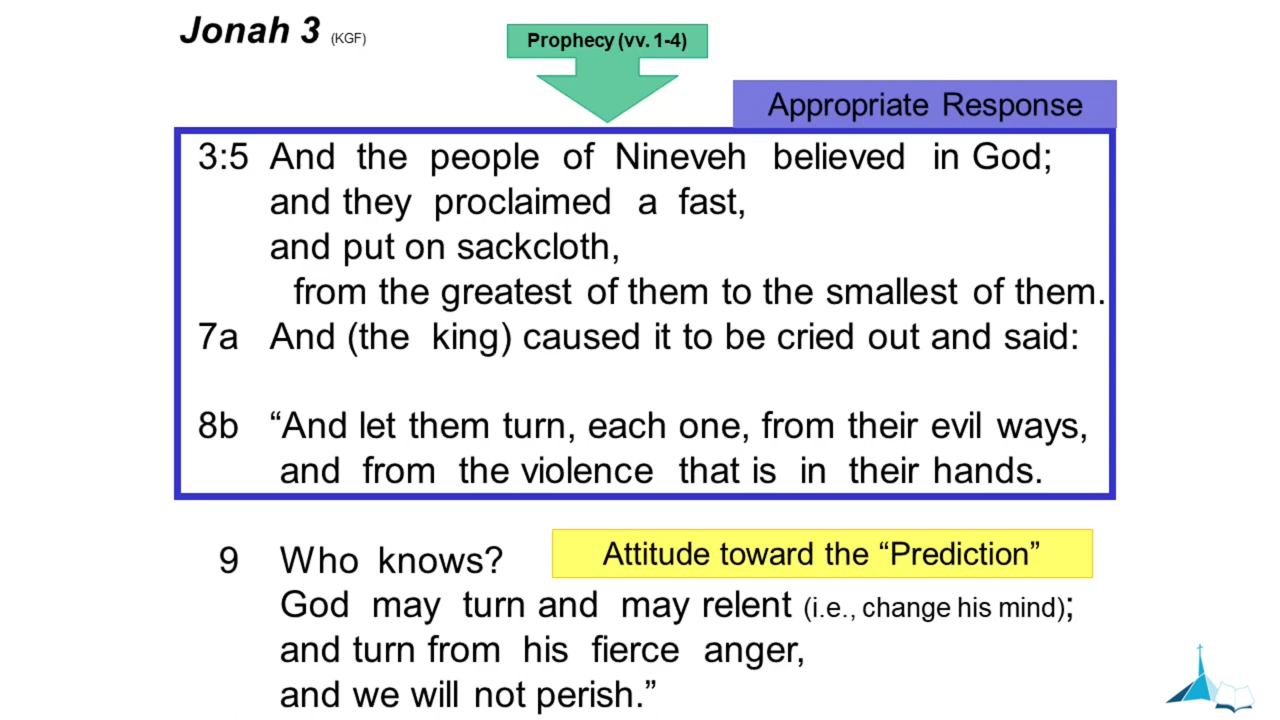 Jonah 3 (KGF)
Prophecy (vv. 1-4)
Appropriate Response
3:5 And the people of Nineveh believed in God;
and they proclaimed a fast,
and put on sackcloth,
from the greatest of them to the smallest of them.
7a And (the king) caused it to be cried out and said:
8b “And let them turn, each one, from their evil ways,
and from the violence that is in their hands.
9 Who knows?
Attitude toward the “Prediction”
God may turn and may relent (i.e., change his mind);
and turn from his fierce anger,
and we will not perish.”